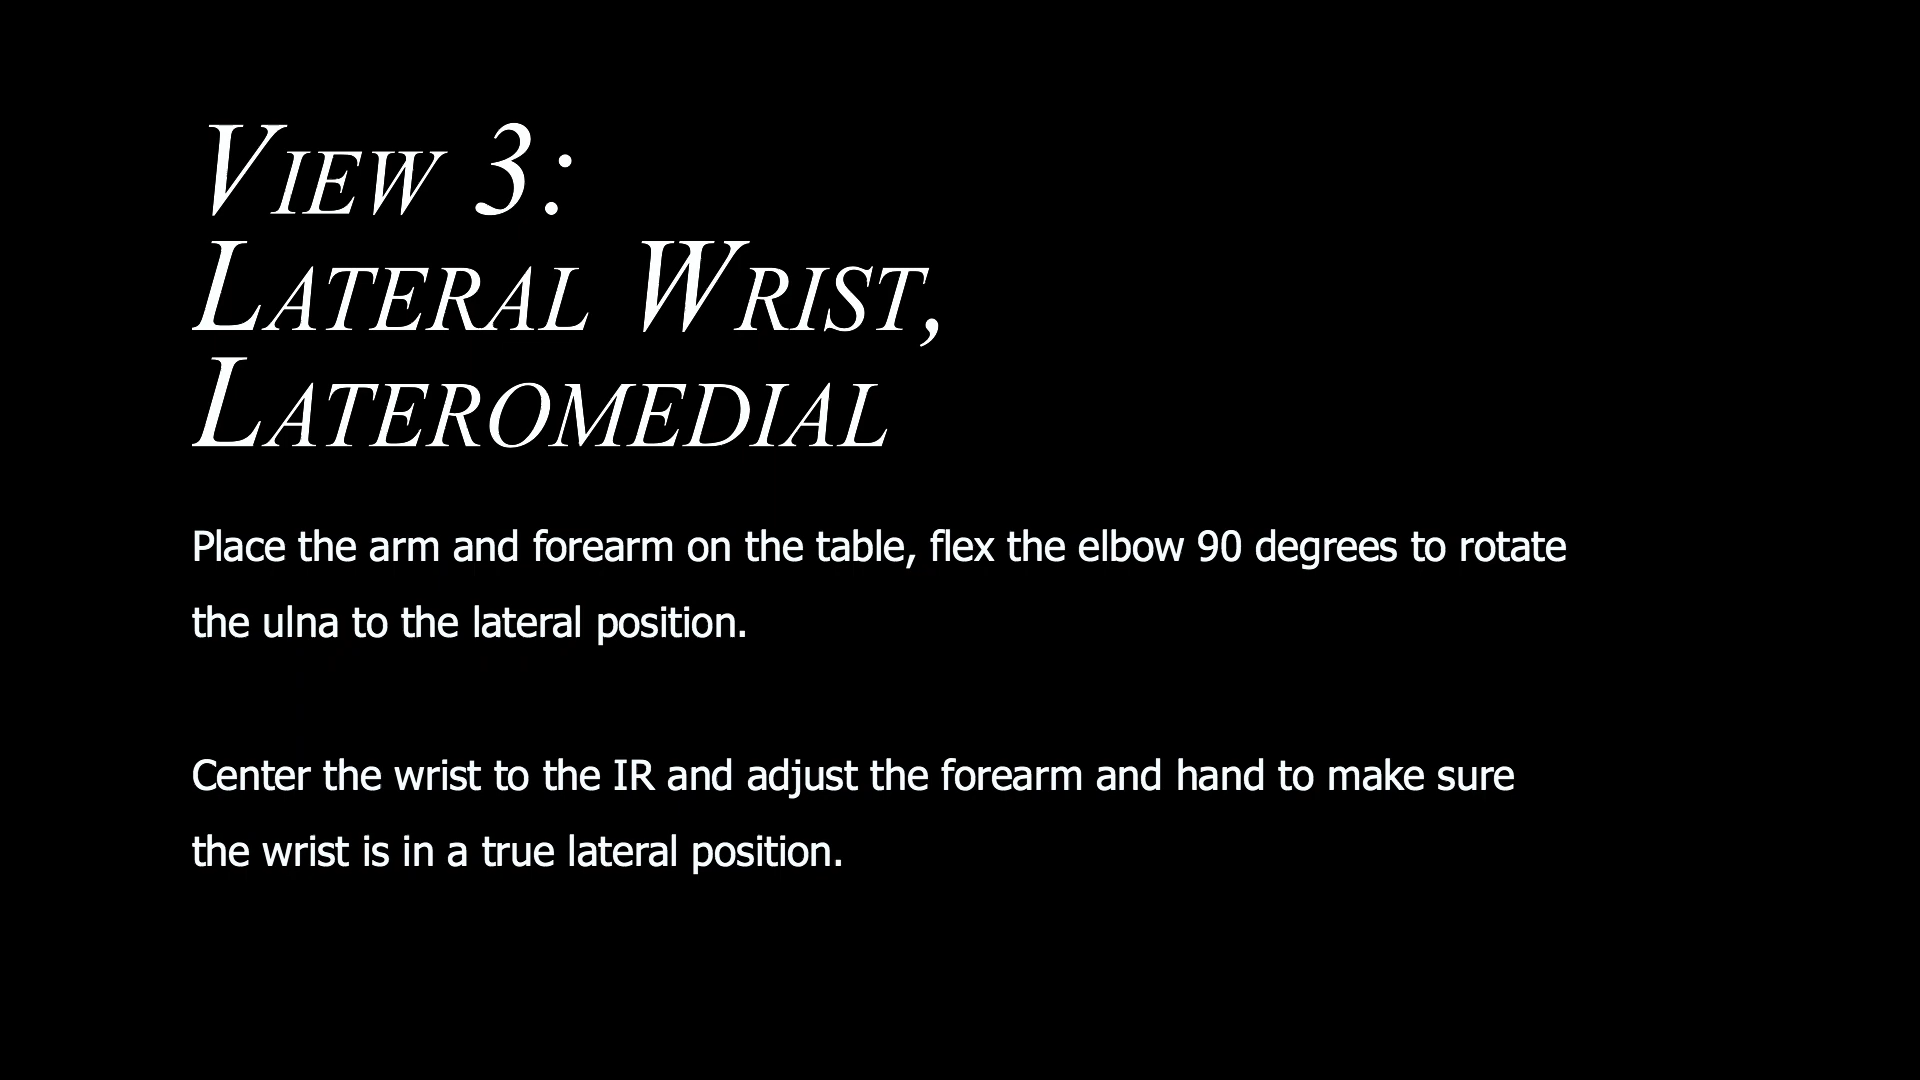 View 3:
Lateral Wrist,
Lateromedial
Place the arm and forearm on the table, flex the elbow 90 degrees to rotate
the ulna to the lateral position.
Center the wrist to the IR and adjust the forearm and hand to make sure
the wrist is in a true lateral position.